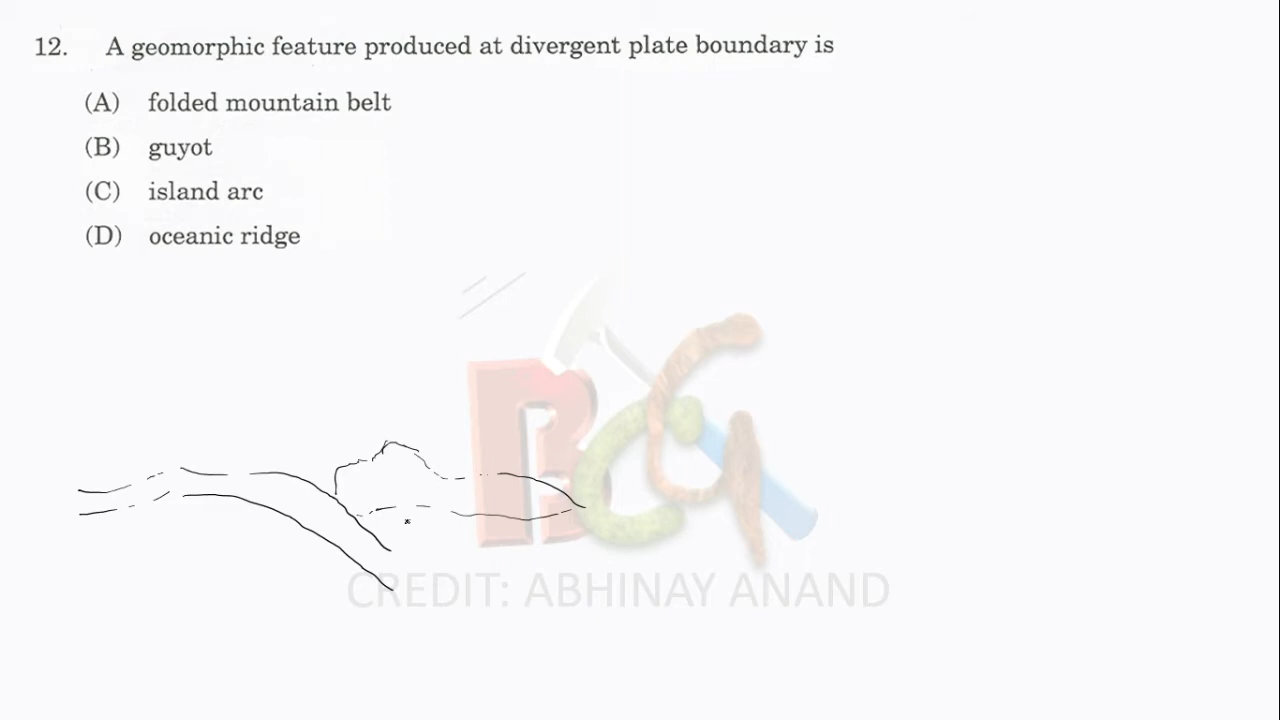 12. A geomorphic feature produced at divergent plate boundary is
(A) folded mountain belt
(B) guyot
(C) island arc
(D) oceanic ridge
BCG
CREDIT: ABHINAY ANAND